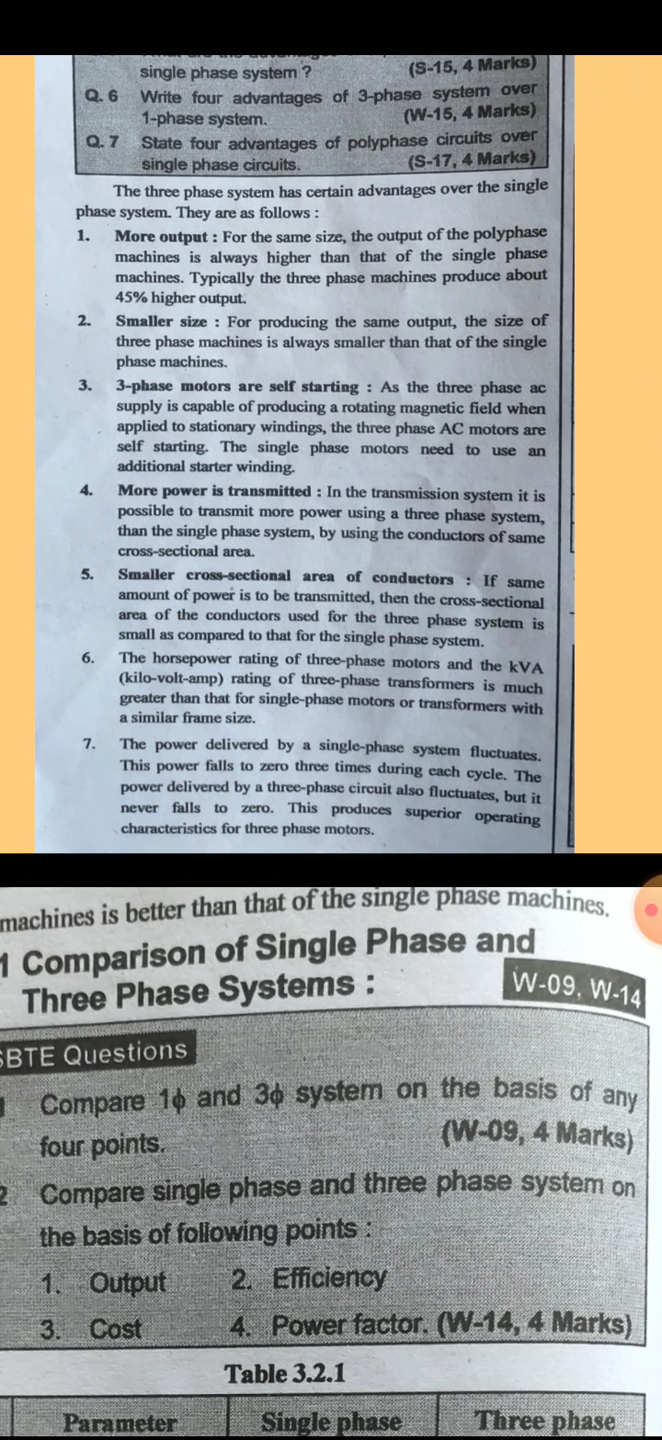 single phase system ? (S-15, 4 Marks)
Q. 6 Write four advantages of 3-phase system over
1-phase system. (W-15, 4 Marks)
Q. 7 State four advantages of polyphase circuits over
single phase circuits. (S-17, 4 Marks)
The three phase system has certain advantages over the single
phase system. They are as follows :
1. More output : For the same size, the output of the polyphase
machines is always higher than that of the single phase
machines. Typically the three phase machines produce about
45% higher output.
2. Smaller size : For producing the same output, the size of
three phase machines is always smaller than that of the single
phase machines.
3. 3-phase motors are self starting : As the three phase ac
supply is capable of producing a rotating magnetic field when
applied to stationary windings, the three phase AC motors are
self starting. The single phase motors need to use an
additional starter winding.
4. More power is transmitted : In the transmission system it is
possible to transmit more power using a three phase system,
than the single phase system, by using the conductors of same
cross-sectional area.
5. Smaller cross-sectional area of conductors : If same
amount of power is to be transmitted, then the cross-sectional
area of the conductors used for the three phase system is
small as compared to that for the single phase system.
6. The horsepower rating of three-phase motors and the kVA
(kilo-volt-amp) rating of three-phase transformers is much
greater than that for single-phase motors or transformers with
a similar frame size.
7. The power delivered by a single-phase system fluctuates.
This power falls to zero three times during each cycle. The
power delivered by a three-phase circuit also fluctuates, but it
never falls to zero. This produces superior operating
characteristics for three phase motors.
machines is better than that of the single phase machines.
1 Comparison of Single Phase and
Three Phase Systems :
W-09, W-14
SBTE Questions
Compare 1ϕ and 3ϕ system on the basis of any
four points. (W-09, 4 Marks)
2 Compare single phase and three phase system on
the basis of following points :
1. Output 2. Efficiency
3. Cost 4. Power factor. (W-14, 4 Marks)
Table 3.2.1
Parameter Single phase Three phase